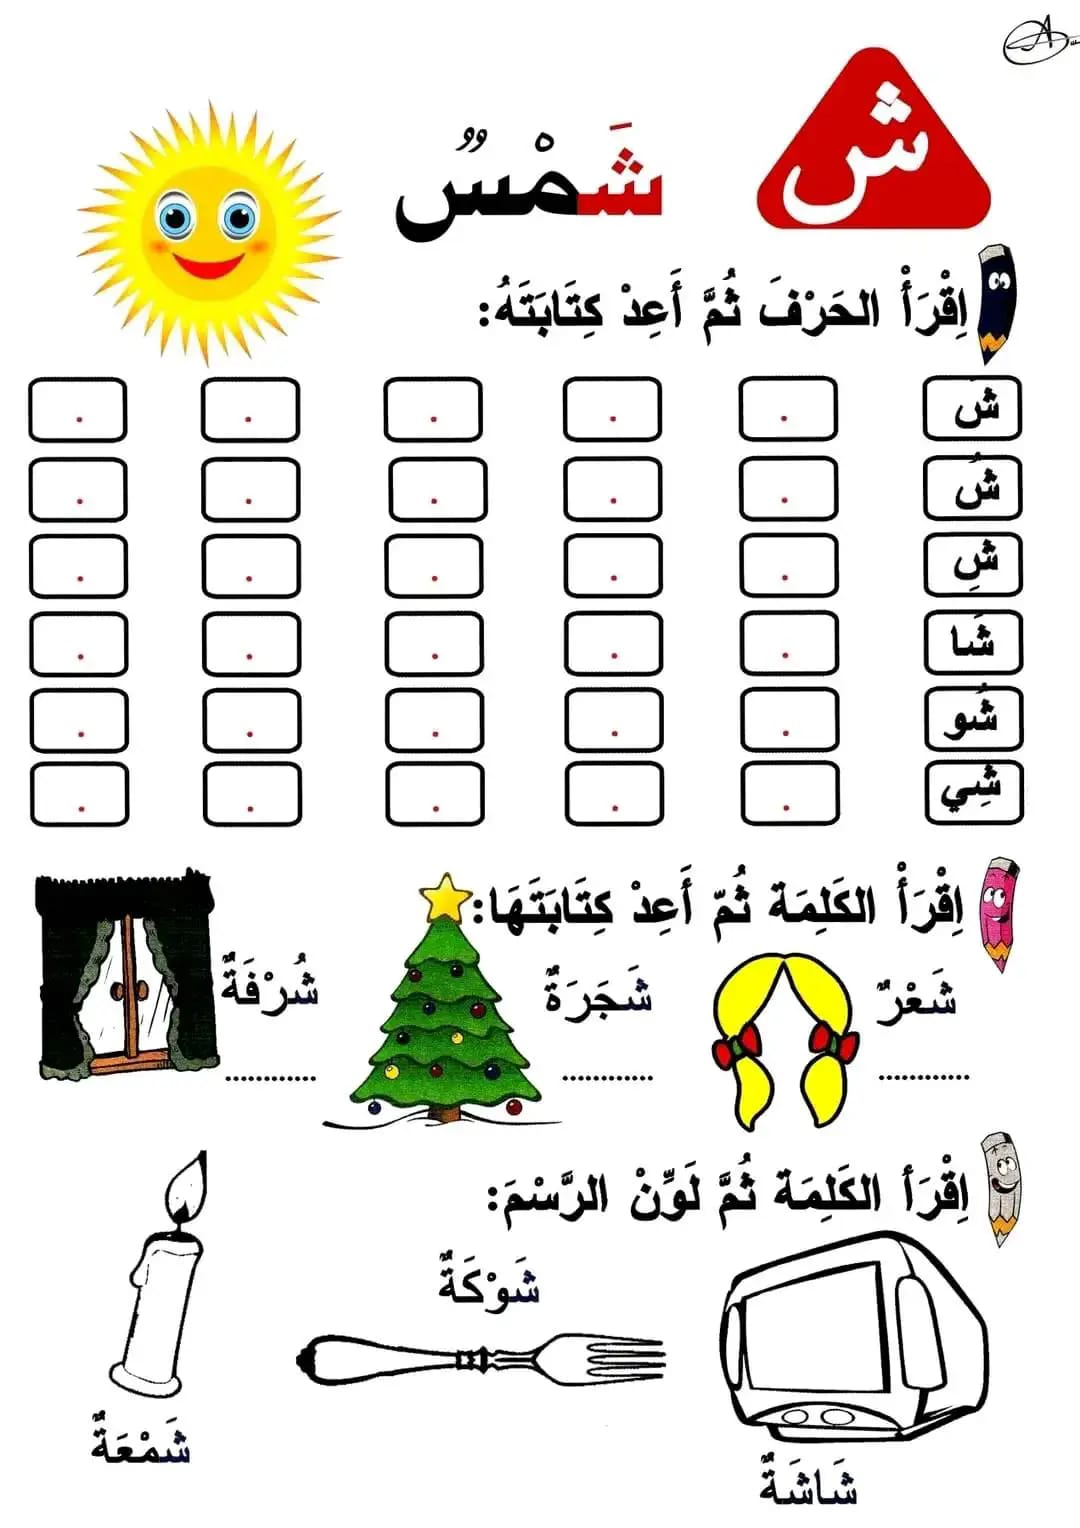 ش
شَمْسٌ
اِقْرَأْ الحَرْفَ ثُمَّ أَعِدْ كِتَابَتَهُ:
شَ
شُ
شِ
شَا
شُو
شِي
اِقْرَأْ الكَلِمَة ثُمّ أَعِدْ كِتَابَتَهَا:
شَعْرٌ
شَجَرَةٌ
شُرْفَةٌ
اِقْرَأ الكَلِمَة ثُمَّ لَوِّنْ الرَّسْمَ:
شَوْكَةٌ
شَمْعَةٌ
شَاشَةٌ